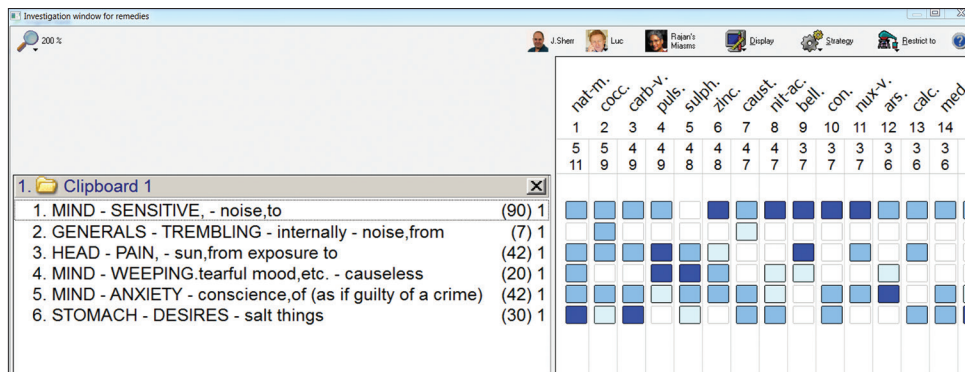 Investigation window for remedies
200 %
J.Sherr
Luc
Rajan's
Miasms
Display
Strategy
Restrict to
nat-m. cocc. carb-v. puls. sulph. zinc. caust. nit-ac. bell. con. nux-v. ars. calc. med.
1 2 3 4 5 6 7 8 9 10 11 12 13 14
5 5 4 4 4 4 4 4 3 3 3 3 3 3
11 9 9 9 8 8 7 7 7 7 7 6 6 6
1. Clipboard 1
1. MIND - SENSITIVE, - noise,to (90) 1
2. GENERALS - TREMBLING - internally - noise,from (7) 1
3. HEAD - PAIN, - sun,from exposure to (42) 1
4. MIND - WEEPING.tearful mood,etc. - causeless (20) 1
5. MIND - ANXIETY - conscience,of (as if guilty of a crime) (42) 1
6. STOMACH - DESIRES - salt things (30) 1